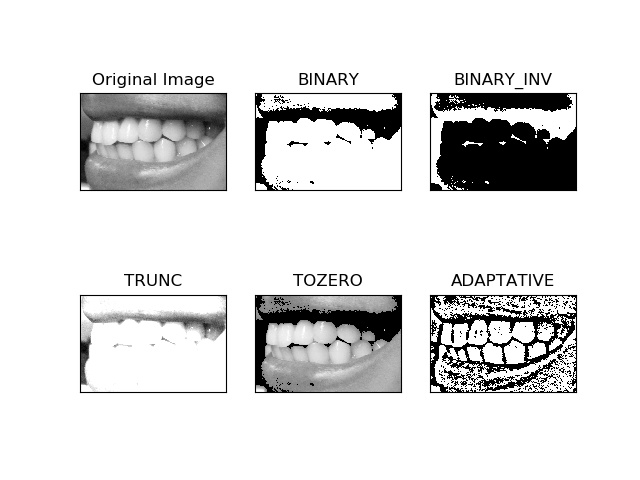 Original Image
BINARY
BINARY_INV
TRUNC
TOZERO
ADAPTATIVE